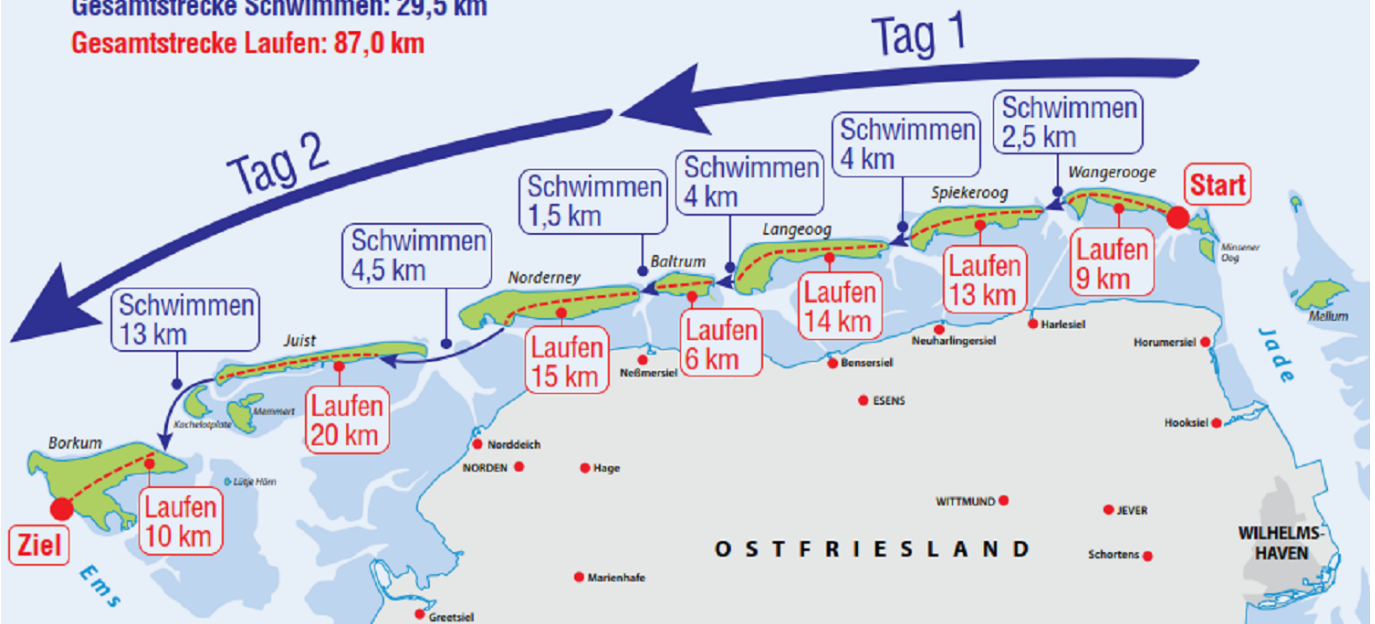 Gesamtstrecke Schwimmen: 29,5 km
Gesamtstrecke Laufen: 87,0 km
Tag 1
Tag 2
Schwimmen
2,5 km
Schwimmen
4 km
Schwimmen
4 km
Schwimmen
1,5 km
Schwimmen
4,5 km
Schwimmen
13 km
Wangerooge
Start
Spiekeroog
Langeoog
Baltrum
Norderney
Juist
Borkum
Minsener
Oog
Mellum
Laufen
9 km
Laufen
13 km
Laufen
14 km
Laufen
6 km
Laufen
15 km
Laufen
20 km
Laufen
10 km
Ziel
Kachelotplate
Memmert
Lütje Hörn
Harlesiel
Neuharlingersiel
Horumersiel
Neßmersiel
Bensersiel
ESENS
Hooksiel
Norddeich
NORDEN
Hage
WITTMUND
JEVER
Schortens
WILHELMS-
HAVEN
OSTFRIESLAND
Marienhafe
Greetsiel
Jade
Ems